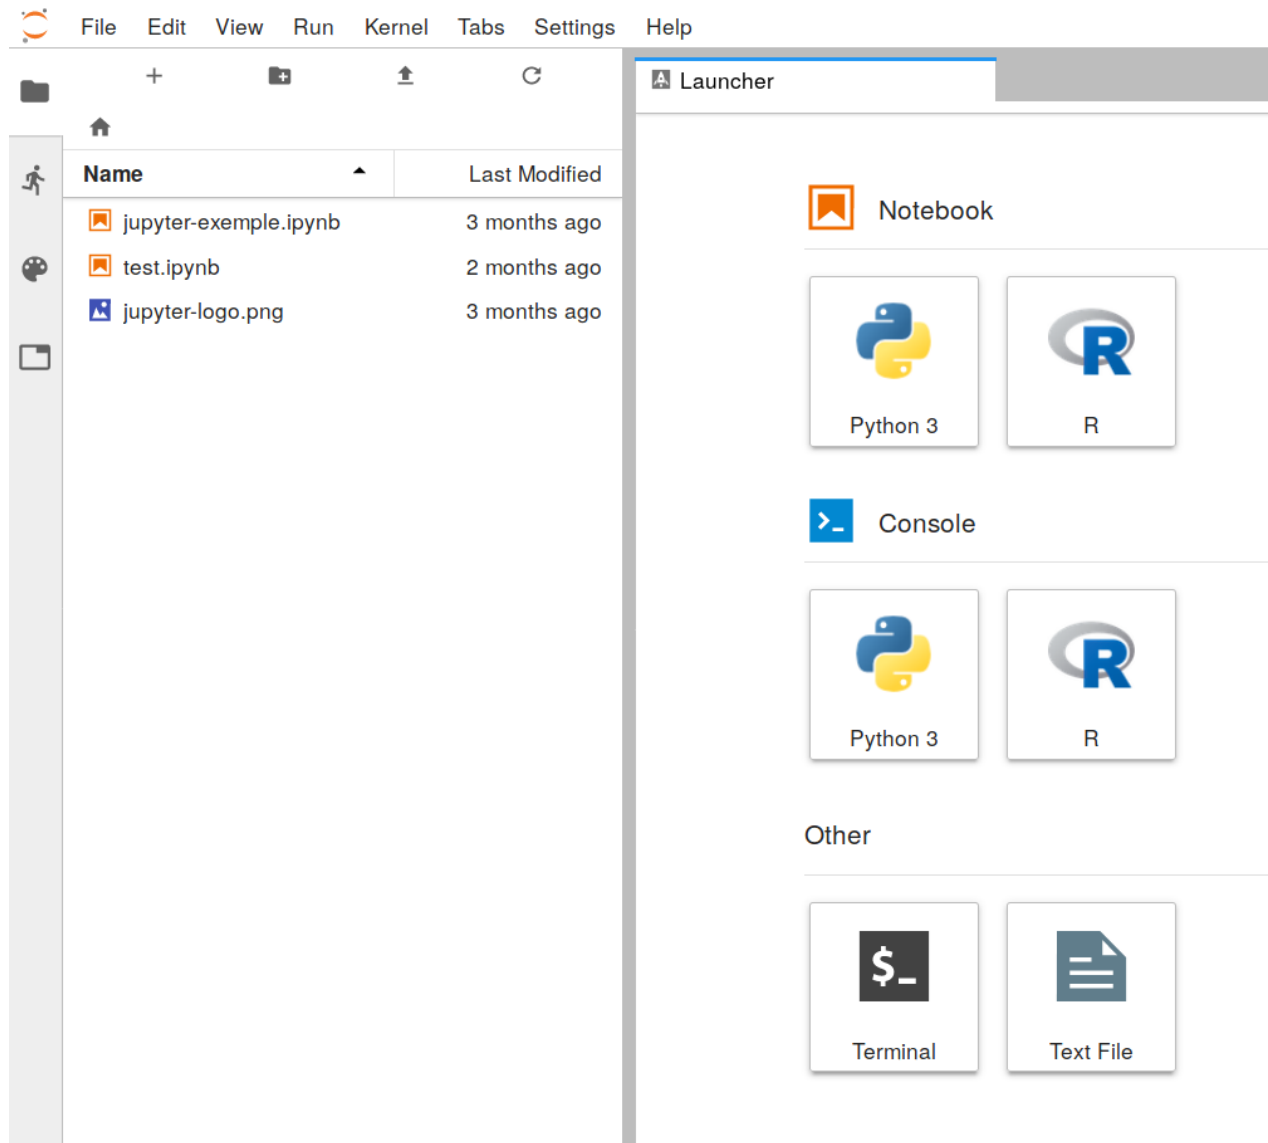 File Edit View Run Kernel Tabs Settings Help
Launcher
Name Last Modified
jupyter-exemple.ipynb 3 months ago
test.ipynb 2 months ago
jupyter-logo.png 3 months ago
Notebook
Python 3 R
Console
Python 3 R
Other
$_
Terminal Text File